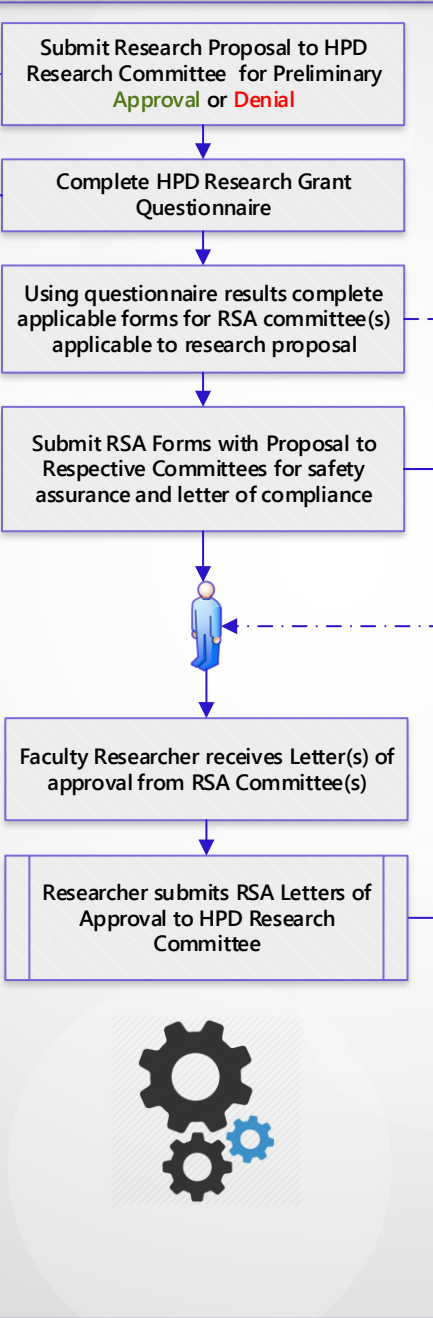 Submit Research Proposal to HPD
Research Committee for Preliminary
Approval or Denial
Complete HPD Research Grant
Questionnaire
Using questionnaire results complete
applicable forms for RSA committee(s)
applicable to research proposal
Submit RSA Forms with Proposal to
Respective Committees for safety
assurance and letter of compliance
Faculty Researcher receives Letter(s) of
approval from RSA Committee(s)
Researcher submits RSA Letters of
Approval to HPD Research
Committee